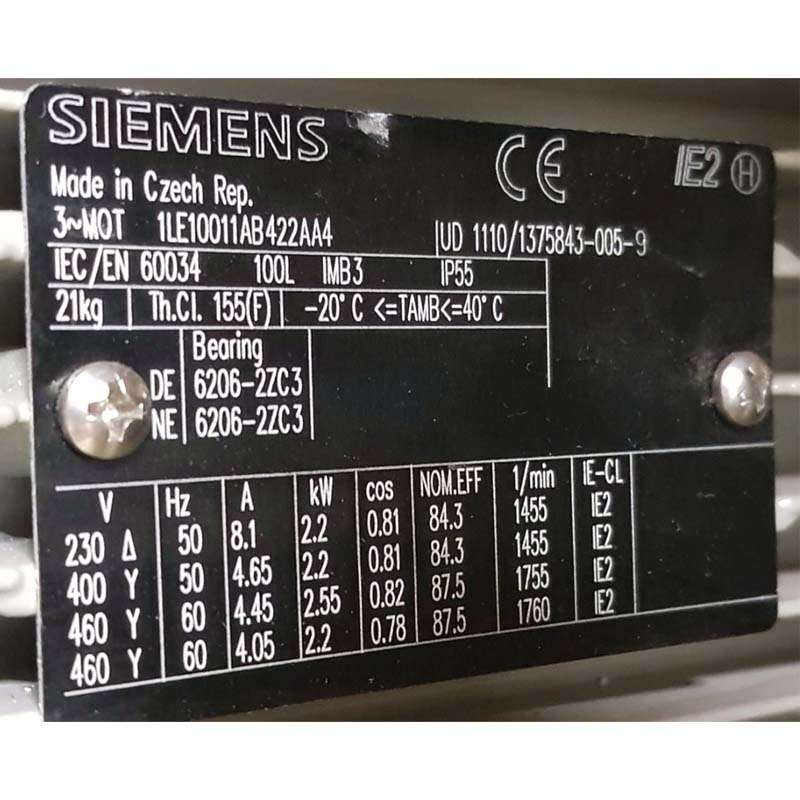 SIEMENS
CE IE2 H
Made in Czech Rep.
3~MOT 1LE10011AB422AA4 UD 1110/1375843-005-9
IEC/EN 60034 100L IMB3 IP55
21kg Th.Cl. 155(F) -20°C <=TAMB<=40°C
Bearing
DE 6206-2ZC3
NE 6206-2ZC3
V Hz A kW cos NOM.EFF 1/min IE-CL
230 Δ 50 8.1 2.2 0.81 84.3 1455 IE2
400 Y 50 4.65 2.2 0.81 84.3 1455 IE2
460 Y 60 4.45 2.55 0.82 87.5 1755 IE2
460 Y 60 4.05 2.2 0.78 87.5 1760 IE2